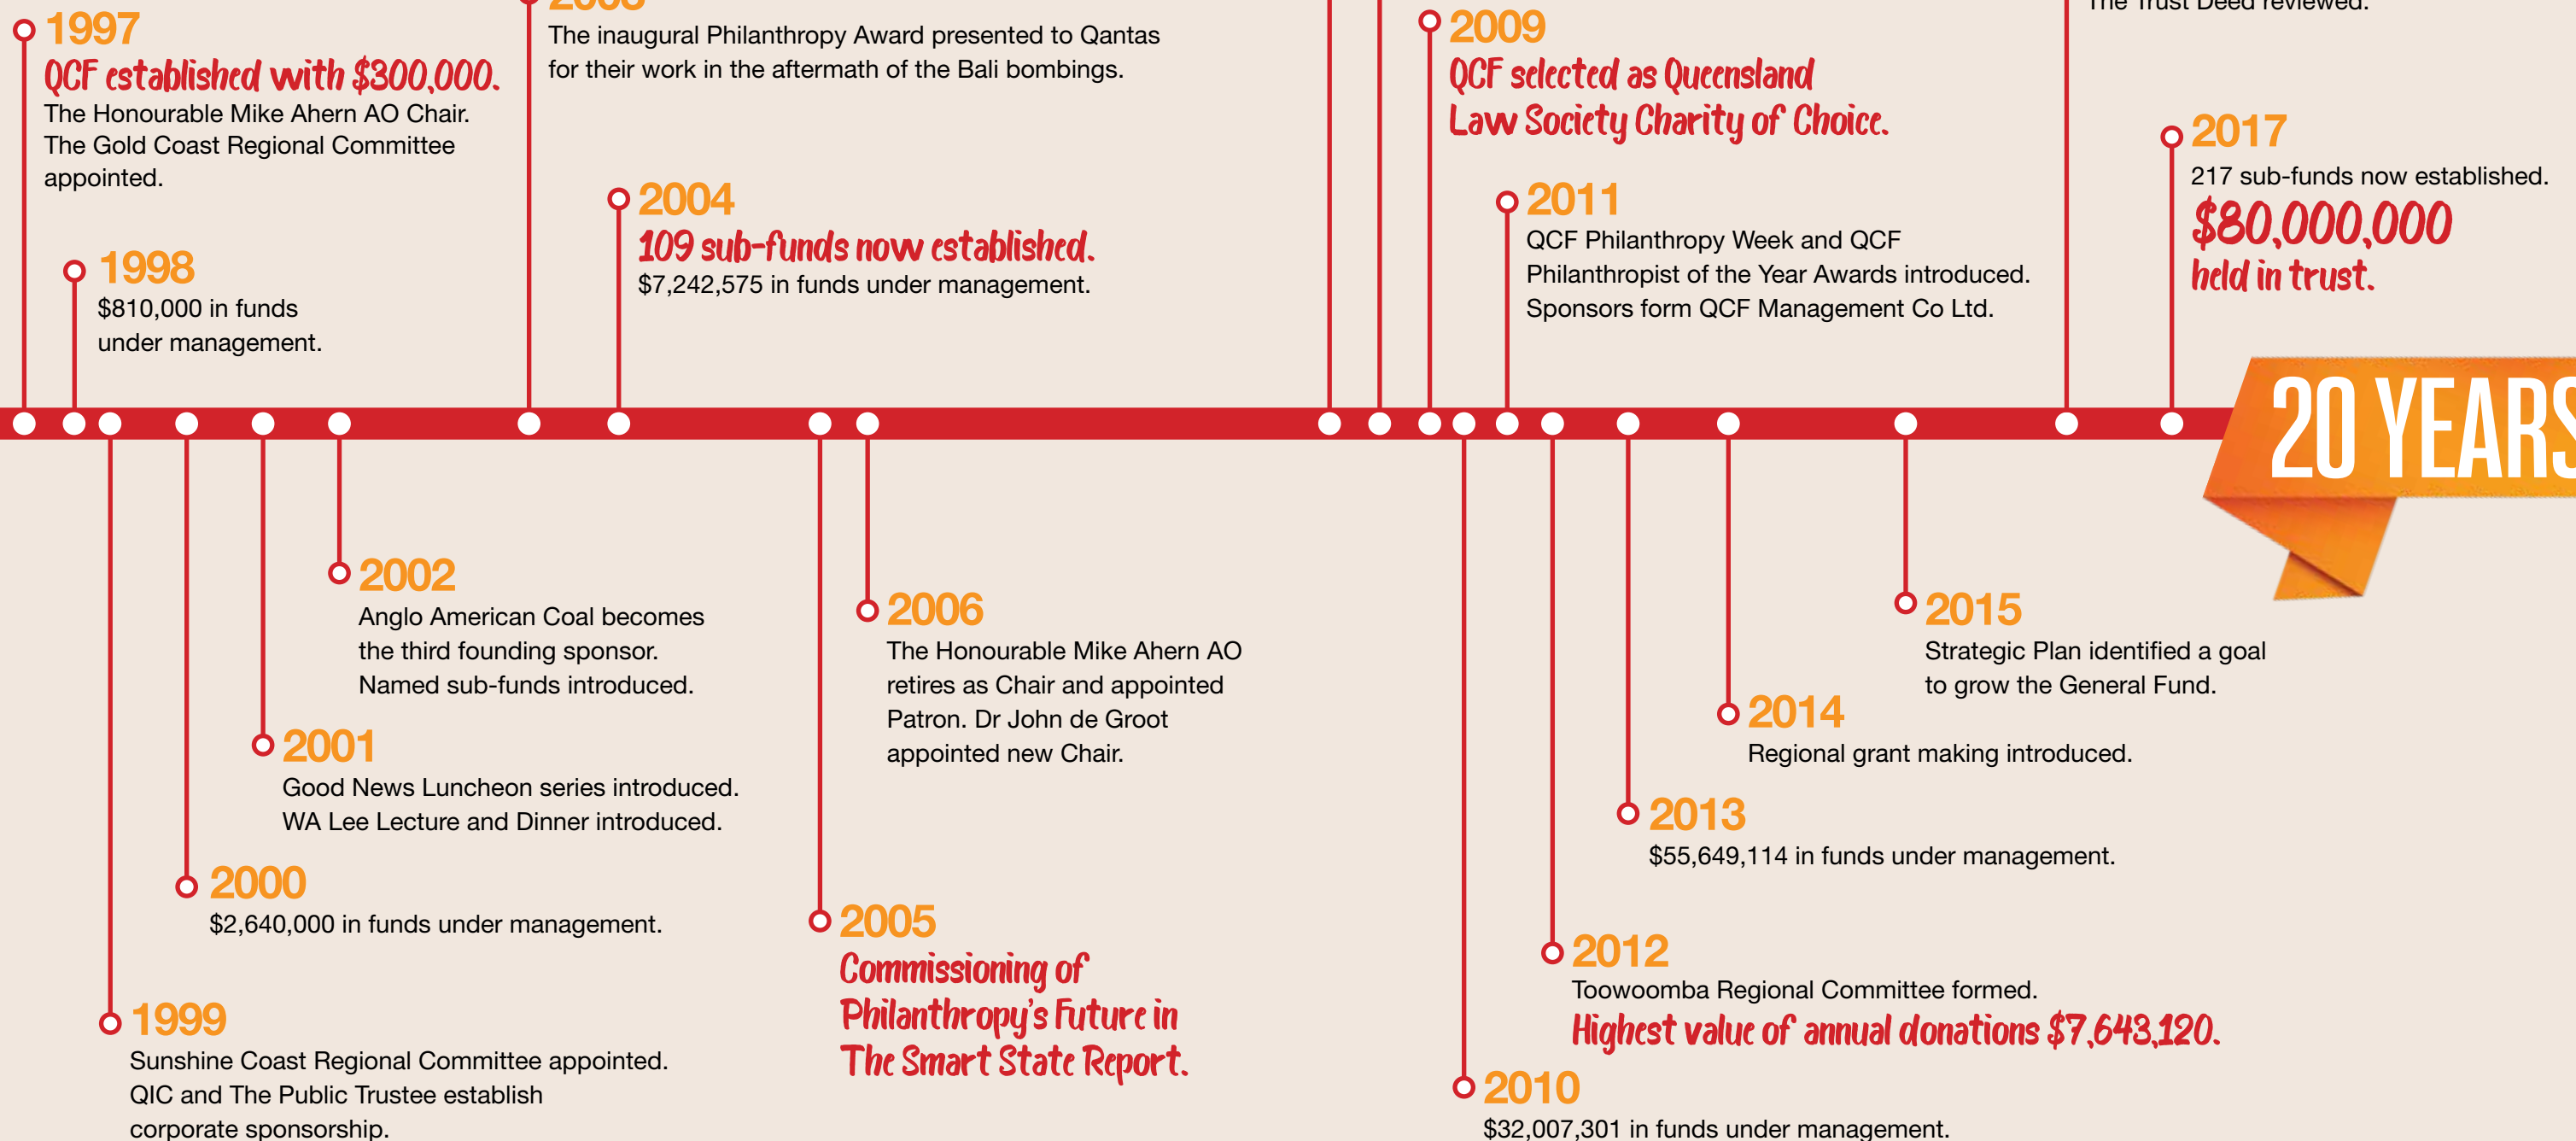 1997
QCF established with $300,000.
The Honourable Mike Ahern AO Chair.
The Gold Coast Regional Committee
appointed.
1998
$810,000 in funds
under management.
The inaugural Philanthropy Award presented to Qantas
for their work in the aftermath of the Bali bombings.
2004
109 sub-funds now established.
$7,242,575 in funds under management.
2009
QCF selected as Queensland
Law Society Charity of Choice.
2011
QCF Philanthropy Week and QCF
Philanthropist of the Year Awards introduced.
Sponsors form QCF Management Co Ltd.
The Trust Deed reviewed.
2017
217 sub-funds now established.
$80,000,000
held in trust.
20 YEARS
2002
Anglo American Coal becomes
the third founding sponsor.
Named sub-funds introduced.
2001
Good News Luncheon series introduced.
WA Lee Lecture and Dinner introduced.
2000
$2,640,000 in funds under management.
1999
Sunshine Coast Regional Committee appointed.
QIC and The Public Trustee establish
corporate sponsorship.
2006
The Honourable Mike Ahern AO
retires as Chair and appointed
Patron. Dr John de Groot
appointed new Chair.
2005
Commissioning of
Philanthropy's Future in
The Smart State Report.
2015
Strategic Plan identified a goal
to grow the General Fund.
2014
Regional grant making introduced.
2013
$55,649,114 in funds under management.
2012
Toowoomba Regional Committee formed.
Highest value of annual donations $7,643,120.
2010
$32,007,301 in funds under management.